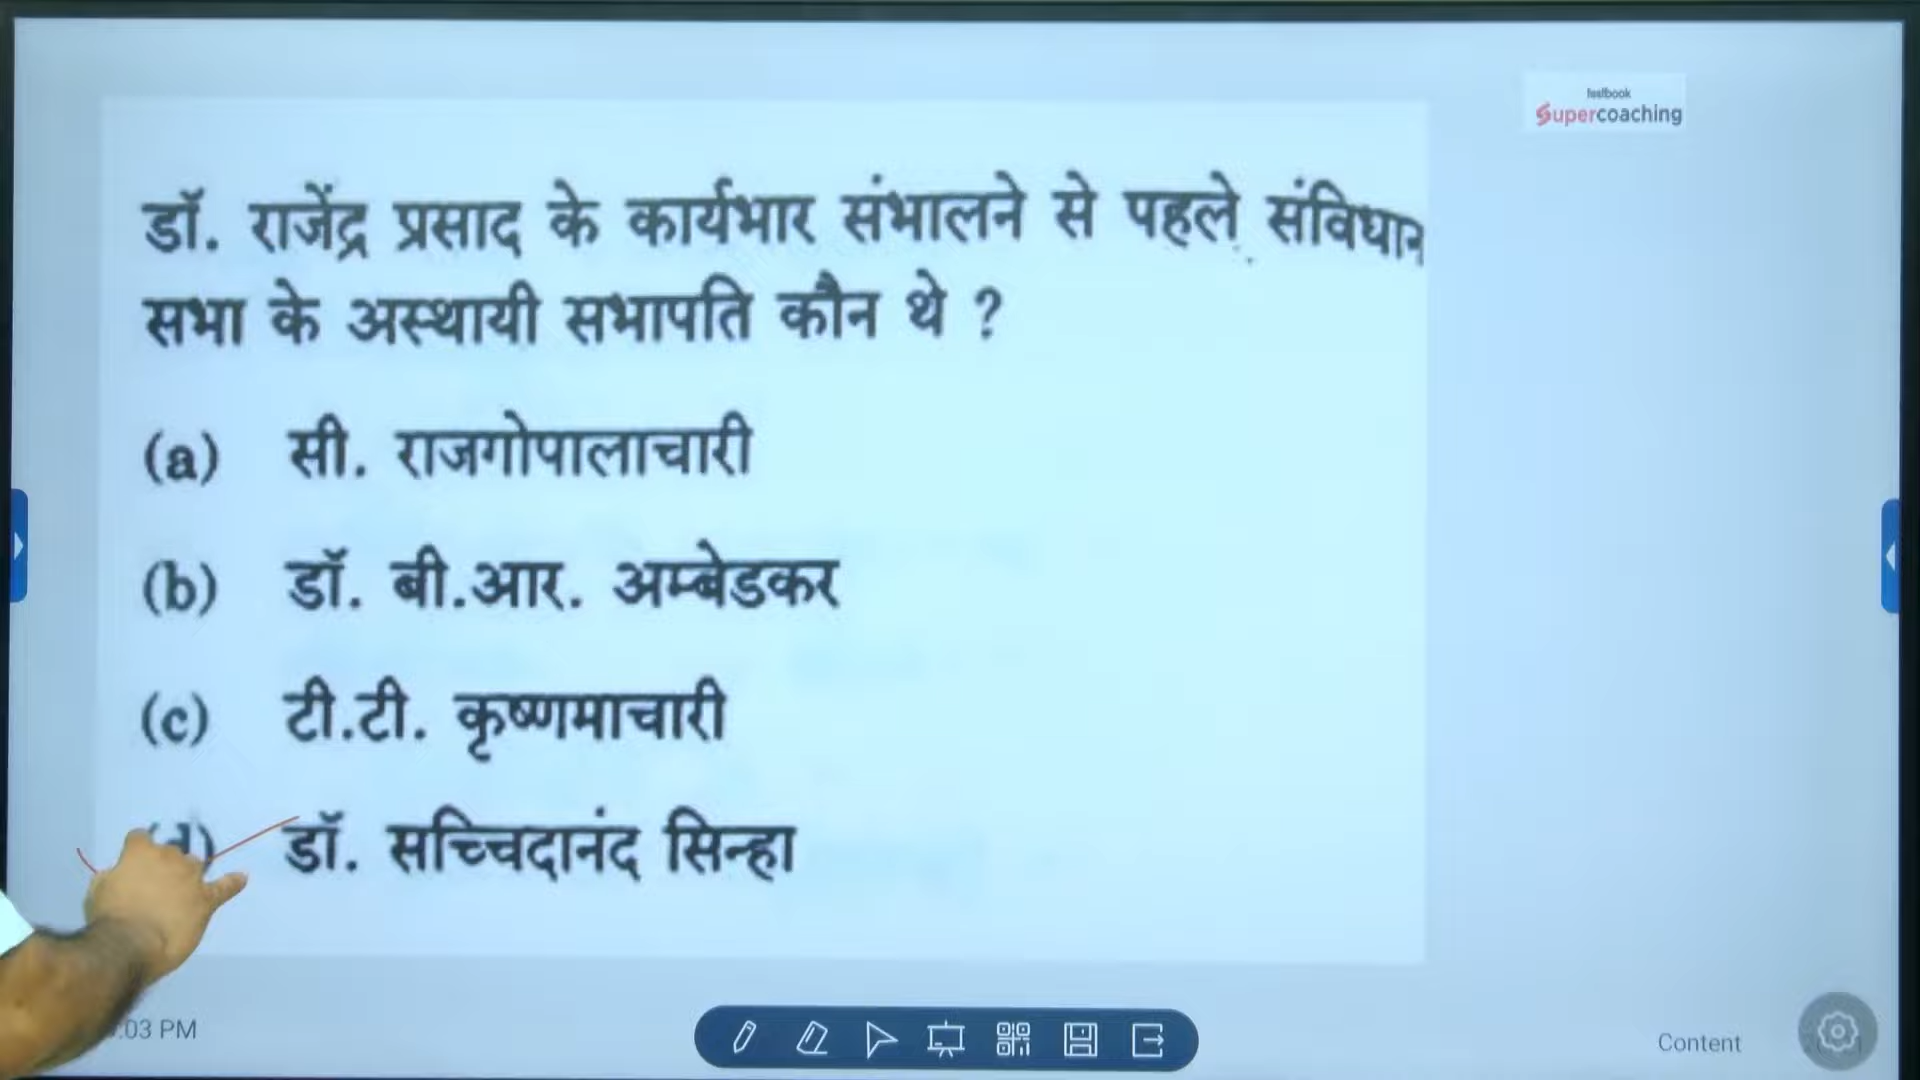 testbook
Supercoaching
डॉ. राजेंद्र प्रसाद के कार्यभार संभालने से पहले संविधान
सभा के अस्थायी सभापति कौन थे ?
(a) सी. राजगोपालाचारी
(b) डॉ. बी.आर. अम्बेडकर
(c) टी.टी. कृष्णमाचारी
(d) डॉ. सच्चिदानंद सिन्हा
:03 PM
Content